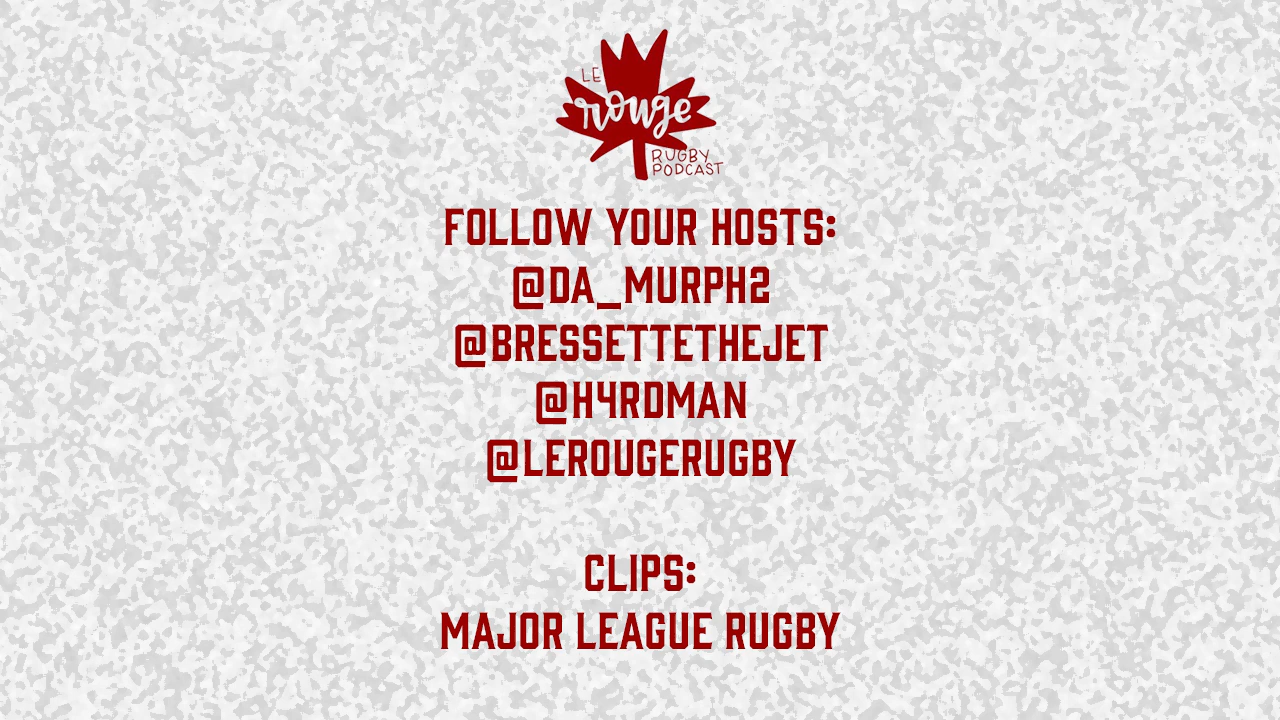 LE
rouge
RUGBY
PODCAST
FOLLOW YOUR HOSTS:
@DA_MURPH2
@BRESSETTETHEJET
@H4RDMAN
@LEROUGERUGBY
CLIPS:
MAJOR LEAGUE RUGBY